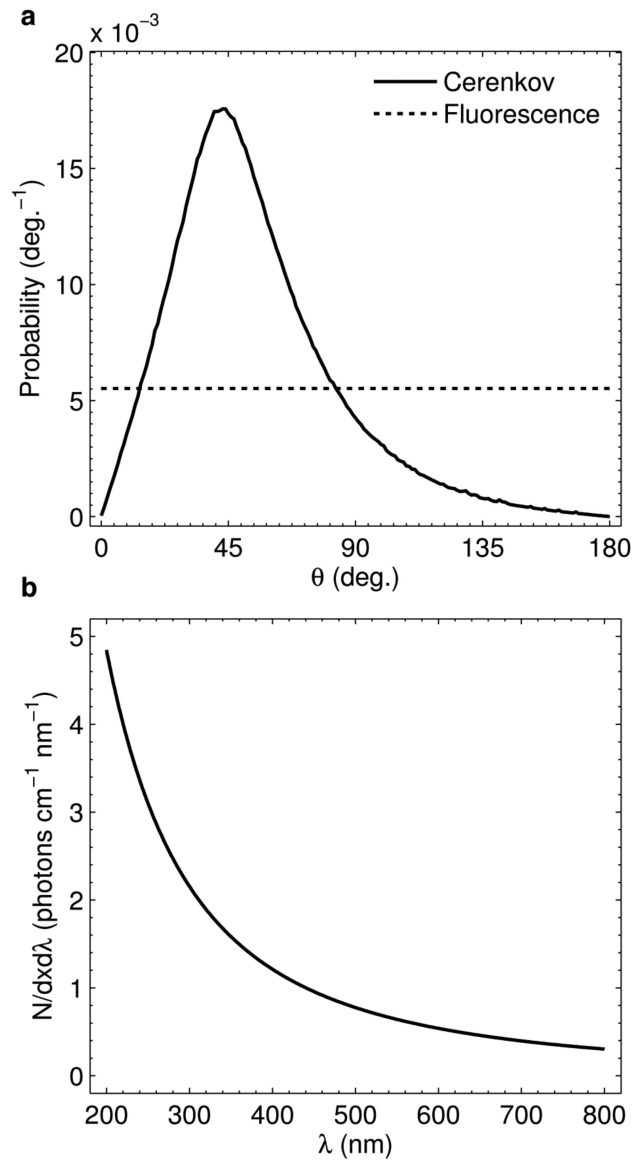 a
x 10⁻³
20
15
10
5
0
Probability (deg.⁻¹)
Cerenkov
Fluorescence
0 45 90 135 180
θ (deg.)
b
5
4
3
2
1
0
N/dxdλ (photons cm⁻¹ nm⁻¹)
200 300 400 500 600 700 800
λ (nm)